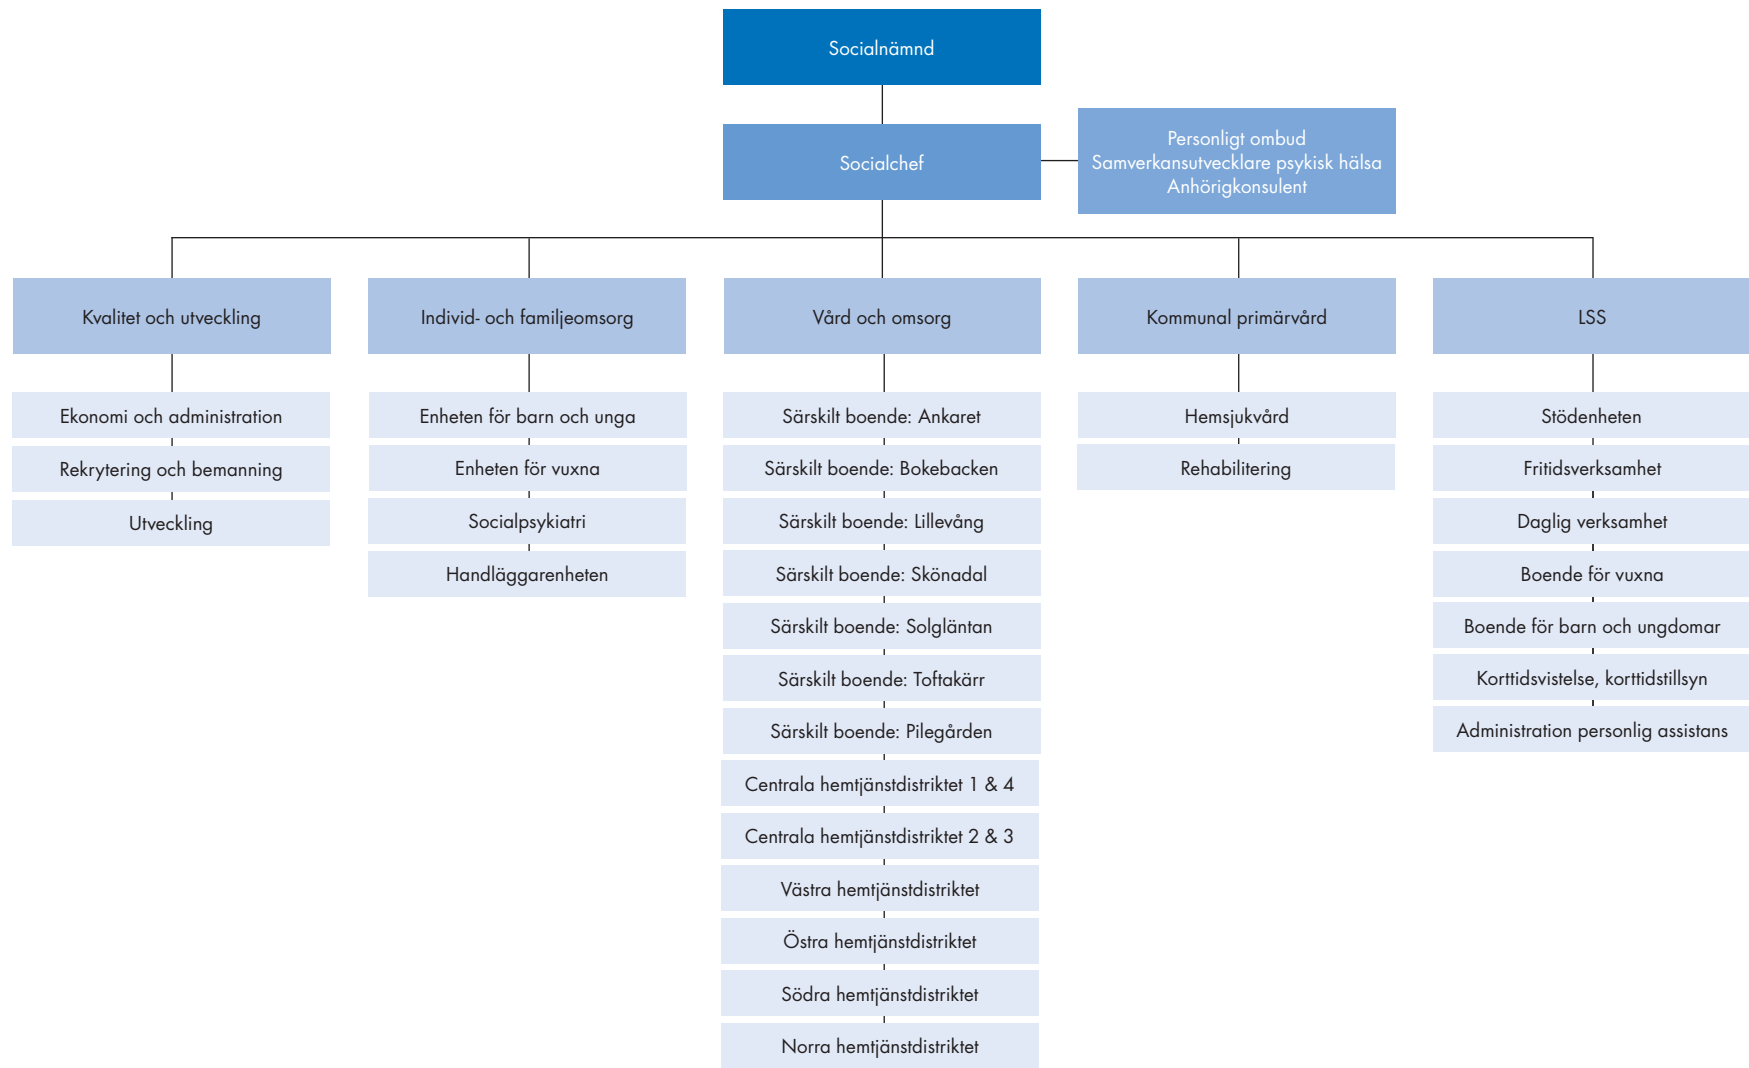 Socialnämnd
Socialchef
Personligt ombud
Samverkansutvecklare psykisk hälsa
Anhörigkonsulent
Kvalitet och utveckling
Ekonomi och administration
Rekrytering och bemanning
Utveckling
Individ- och familjeomsorg
Enheten för barn och unga
Enheten för vuxna
Socialpsykiatri
Handläggarenheten
Vård och omsorg
Särskilt boende: Ankaret
Särskilt boende: Bokebacken
Särskilt boende: Lillevång
Särskilt boende: Skönadal
Särskilt boende: Solgläntan
Särskilt boende: Toftakärr
Särskilt boende: Pilegården
Centrala hemtjänstdistriktet 1 & 4
Centrala hemtjänstdistriktet 2 & 3
Västra hemtjänstdistriktet
Östra hemtjänstdistriktet
Södra hemtjänstdistriktet
Norra hemtjänstdistriktet
Kommunal primärvård
Hemsjukvård
Rehabilitering
LSS
Stödenheten
Fritidsverksamhet
Daglig verksamhet
Boende för vuxna
Boende för barn och ungdomar
Korttidsvistelse, korttidstillsyn
Administration personlig assistans